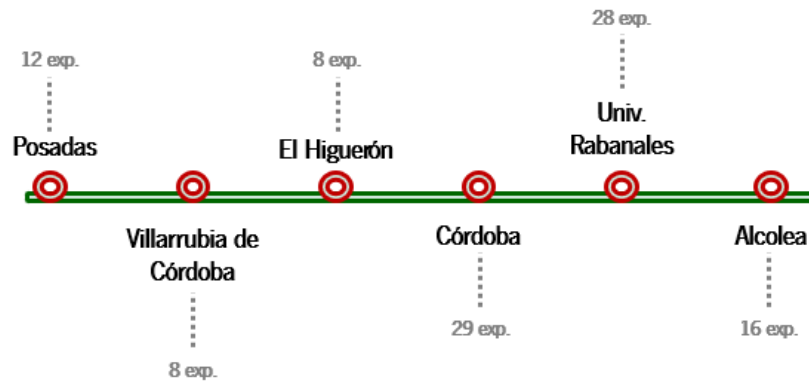 28 exp.
12 exp.
8 exp.
Univ.
Rabanales
Posadas
El Higuerón
Villarrubia de
Córdoba
Córdoba
Alcolea
29 exp.
16 exp.
8 exp.